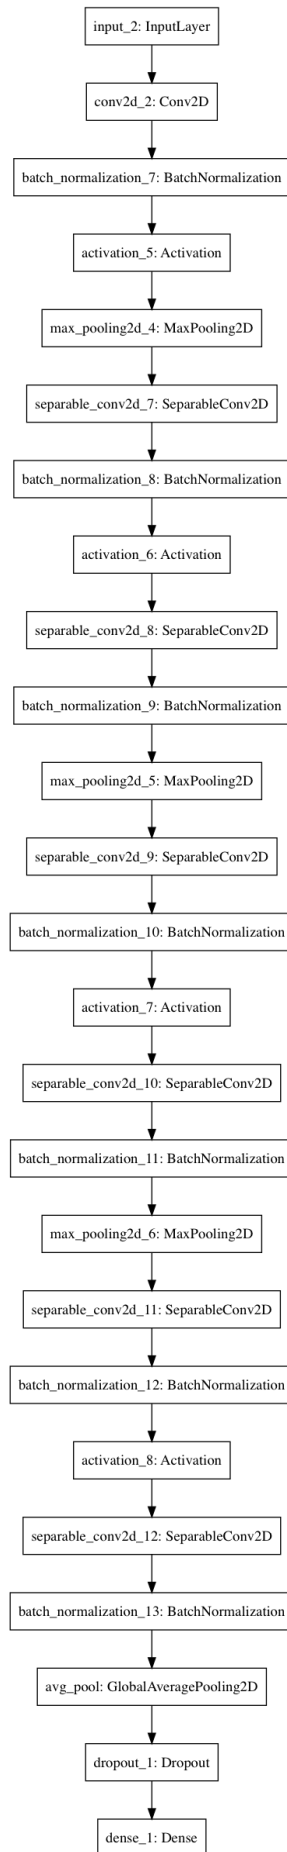 input_2: InputLayer
conv2d_2: Conv2D
batch_normalization_7: BatchNormalization
activation_5: Activation
max_pooling2d_4: MaxPooling2D
separable_conv2d_7: SeparableConv2D
batch_normalization_8: BatchNormalization
activation_6: Activation
separable_conv2d_8: SeparableConv2D
batch_normalization_9: BatchNormalization
max_pooling2d_5: MaxPooling2D
separable_conv2d_9: SeparableConv2D
batch_normalization_10: BatchNormalization
activation_7: Activation
separable_conv2d_10: SeparableConv2D
batch_normalization_11: BatchNormalization
max_pooling2d_6: MaxPooling2D
separable_conv2d_11: SeparableConv2D
batch_normalization_12: BatchNormalization
activation_8: Activation
separable_conv2d_12: SeparableConv2D
batch_normalization_13: BatchNormalization
avg_pool: GlobalAveragePooling2D
dropout_1: Dropout
dense_1: Dense